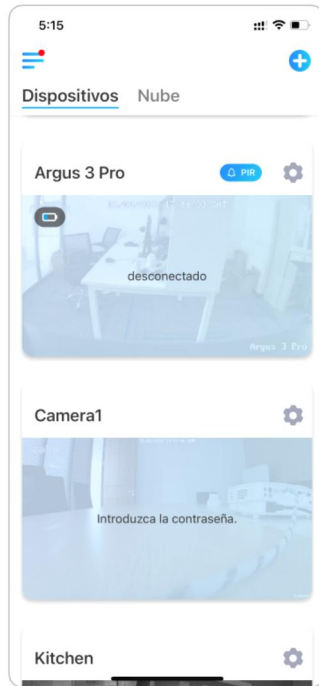 5:15
Dispositivos Nube
Argus 3 Pro
PIR
desconectado
Argus 3 Pro
Camera1
Introduzca la contraseña.
Kitchen